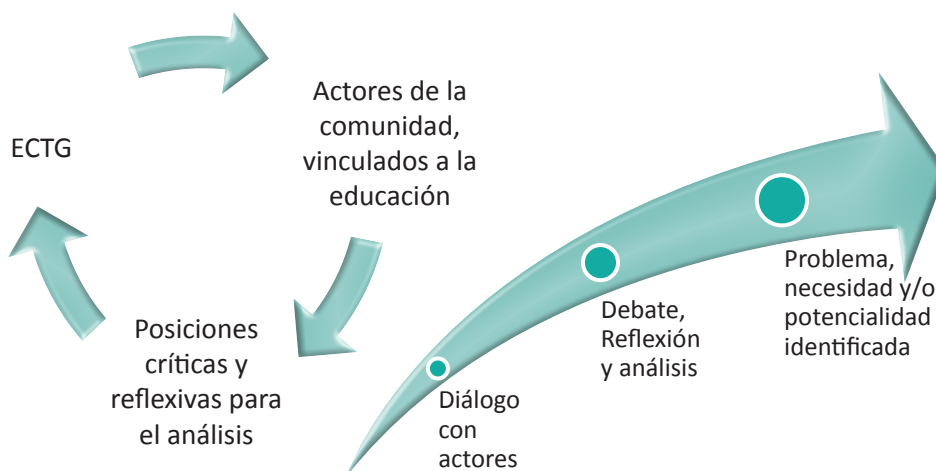 ECTG
Actores de la
comunidad,
vinculados a la
educación
Posiciones
críticas y
reflexivas para
el análisis
Diálogo
con
actores
Debate,
Reflexión
y análisis
Problema,
necesidad y/o
potencialidad
identificada